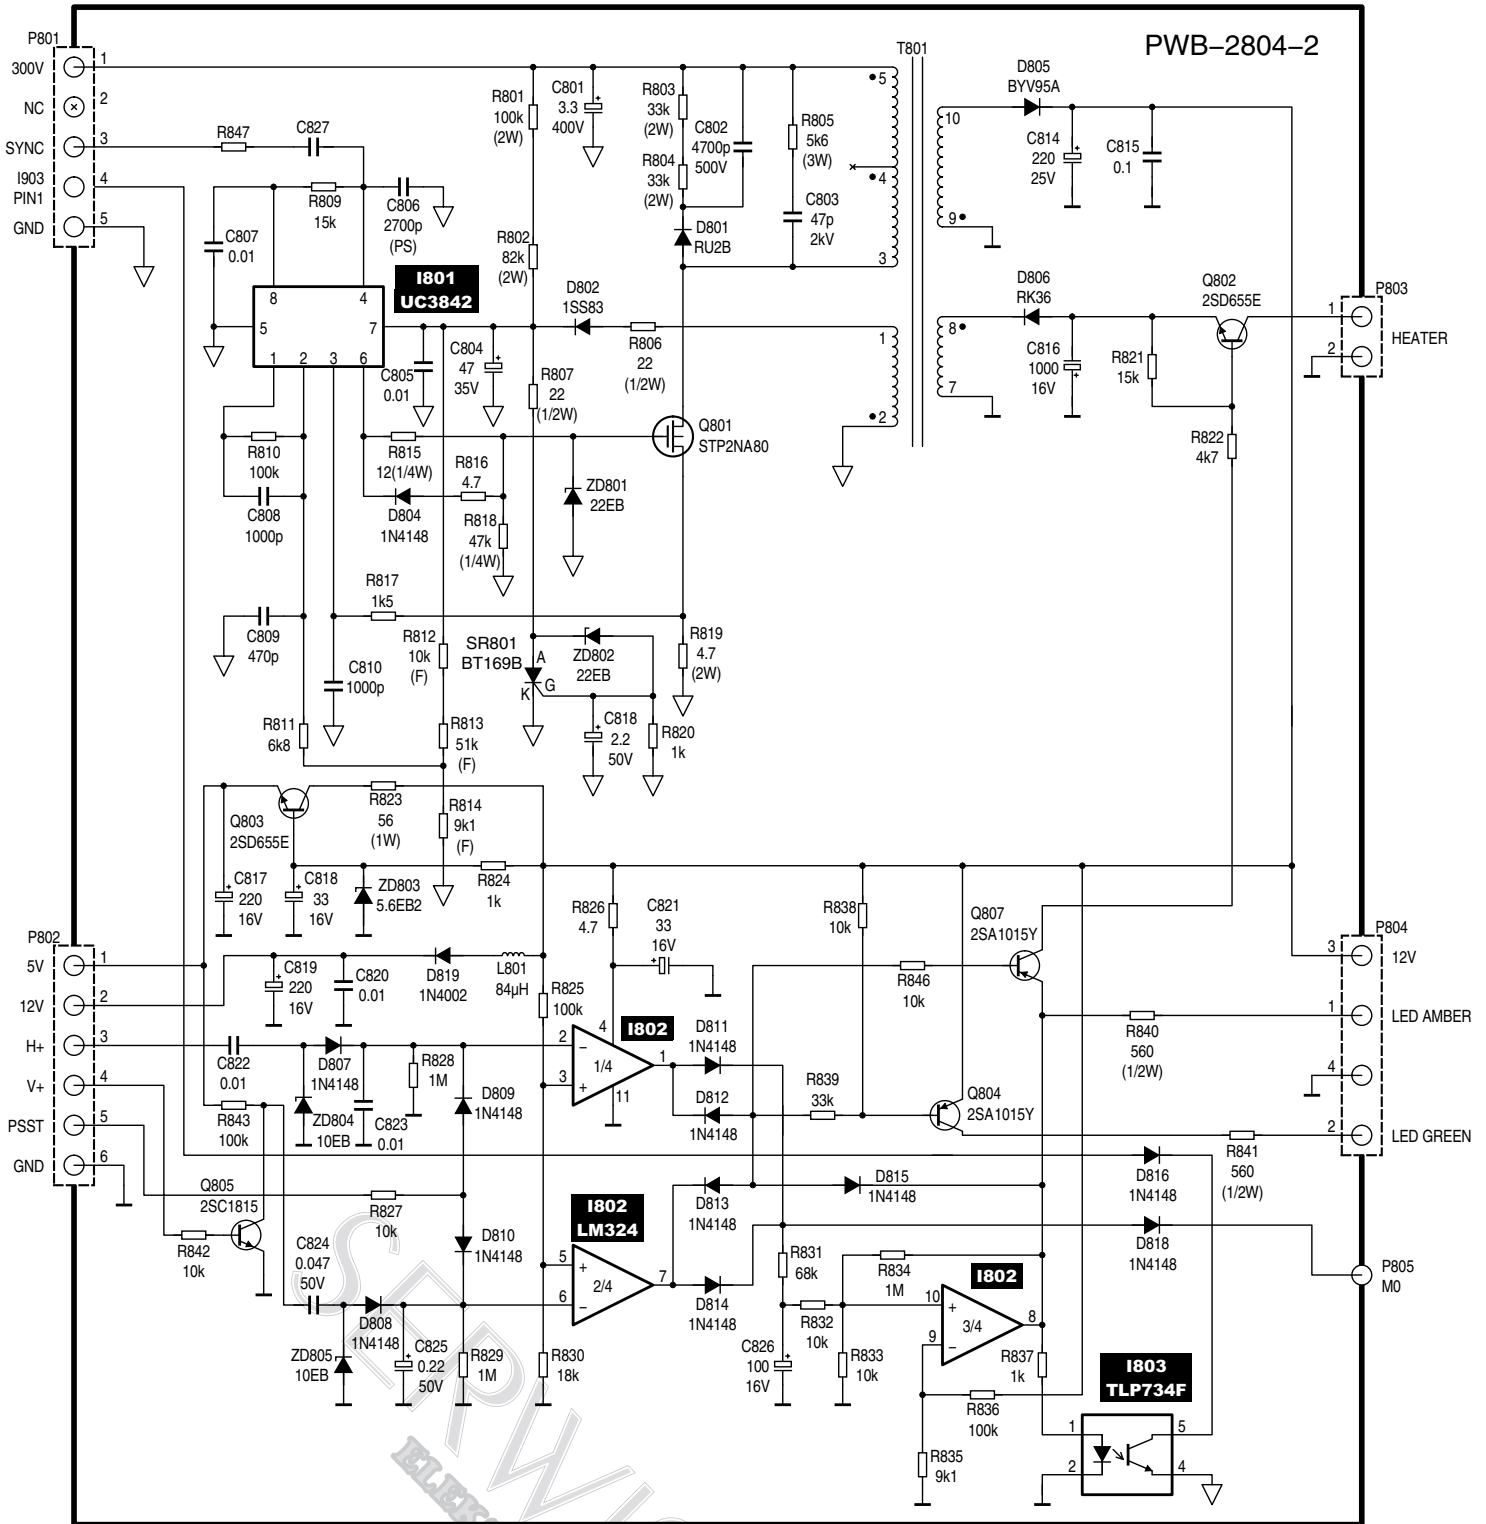 PWB–2804–2
P801
300V
1
NC
2
SYNC
3
I903
PIN1
4
GND
5
R847
C827
R809
15k
C806
2700p
(PS)
C807
0.01
I801
UC3842
8
4
5
7
1
2
3
6
R801
100k
(2W)
C801
3.3
400V
+
R803
33k
(2W)
R804
33k
(2W)
C802
4700p
500V
R805
5k6
(3W)
C803
47p
2kV
R802
82k
(2W)
D801
RU2B
D802
1SS83
R806
22
(1/2W)
T801
5
4
3
1
2
10
9
8
7
D805
BYV95A
C814
220
25V
+
C815
0.1
D806
RK36
C816
1000
16V
+
R821
15k
Q802
2SD655E
P803
1
2
HEATER
R822
4k7
C805
0.01
C804
47
35V
+
R807
22
(1/2W)
Q801
STP2NA80
R810
100k
C808
1000p
R815
12(1/4W)
R816
4.7
D804
1N4148
R818
47k
(1/4W)
ZD801
22EB
R817
1k5
C809
470p
C810
1000p
R812
10k
(F)
SR801
BT169B
A
K
G
ZD802
22EB
R819
4.7
(2W)
R811
6k8
R813
51k
(F)
C818
2.2
50V
+
R820
1k
Q803
2SD655E
R823
56
(1W)
R814
9k1
(F)
C817
220
16V
+
C818
33
16V
+
ZD803
5.6EB2
R824
1k
R826
4.7
C821
33
16V
+
R838
10k
Q807
2SA1015Y
P804
3
12V
1
LED AMBER
4
2
LED GREEN
P802
1
5V
2
12V
3
H+
4
V+
5
PSST
6
GND
C819
220
16V
+
C820
0.01
D819
1N4002
L801
84µH
R825
100k
R846
10k
R840
560
(1/2W)
C822
0.01
D807
1N4148
R828
1M
ZD804
10EB
C823
0.01
D809
1N4148
I802
4
2
−
1/4
1
3
+
11
D811
1N4148
D812
1N4148
R839
33k
Q804
2SA1015Y
R841
560
(1/2W)
R843
100k
Q805
2SC1815
R842
10k
R827
10k
D810
1N4148
I802
LM324
5
+
2/4
7
6
−
D813
1N4148
D815
1N4148
D814
1N4148
D816
1N4148
D818
1N4148
P805
M0
C824
0.047
50V
D808
1N4148
ZD805
10EB
C825
0.22
50V
+
R829
1M
R830
18k
R831
68k
R832
10k
R834
1M
C826
100
16V
+
R833
10k
I802
10
+
3/4
8
9
−
R837
1k
R836
100k
R835
9k1
I803
TLP734F
1
2
5
4
SERWIS